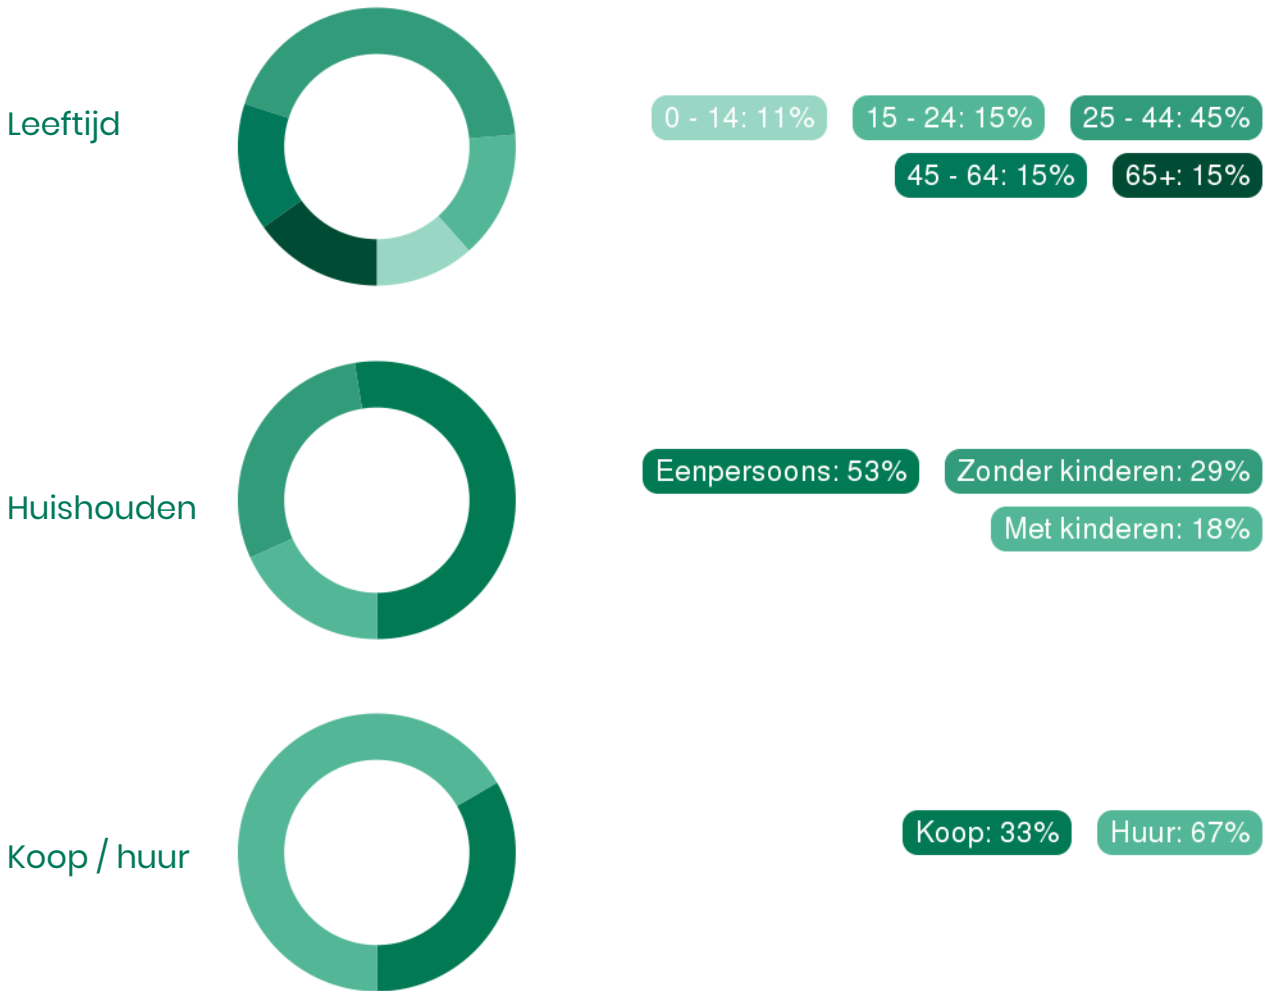 Leeftijd
0 - 14: 11% 15 - 24: 15% 25 - 44: 45%
45 - 64: 15% 65+: 15%
Huishouden
Eenpersoons: 53% Zonder kinderen: 29%
Met kinderen: 18%
Koop / huur
Koop: 33% Huur: 67%